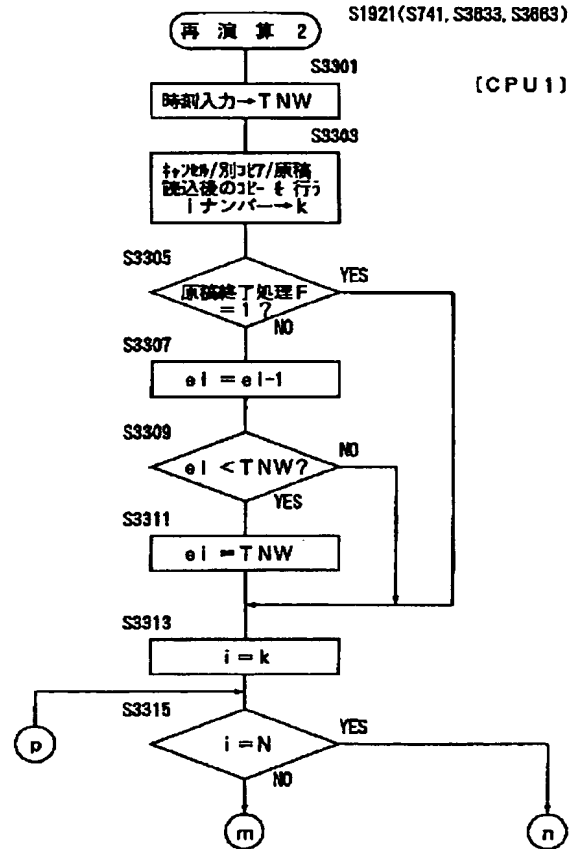 S1921(S741, S3633, S3663)
再 演 算 2
[CPU1]
S3301
時刻入力→TNW
S3303
キャンセル/別コピア/原稿
読込後のコピーを行う
iナンバー→k
S3305
原稿終了処理F
=1?
YES
NO
S3307
ei=ei-1
S3309
ei<TNW?
NO
YES
S3311
ei=TNW
S3313
i=k
S3315
p
i=N
YES
NO
m
n